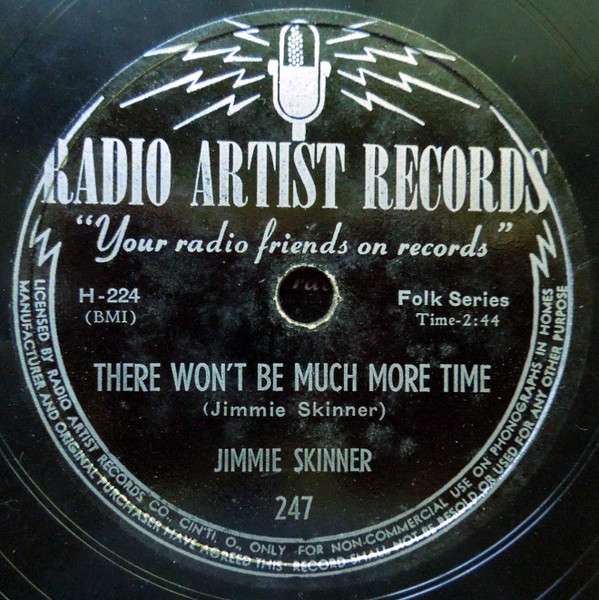 RADIO ARTIST RECORDS
"Your radio friends on records"
H-224
(BMI)
Folk Series
Time-2:44
THERE WON'T BE MUCH MORE TIME
(Jimmie Skinner)
JIMMIE SKINNER
247
LICENSED BY RADIO ARTIST RECORDS CO., CIN'TI, O., ONLY FOR NON-COMMERCIAL USE ON PHONOGRAPHS IN HOMES
MANUFACTURER AND ORIGINAL PURCHASER HAVE AGREED THIS RECORD SHALL NOT BE RESOLD OR USED FOR ANY OTHER PURPOSE